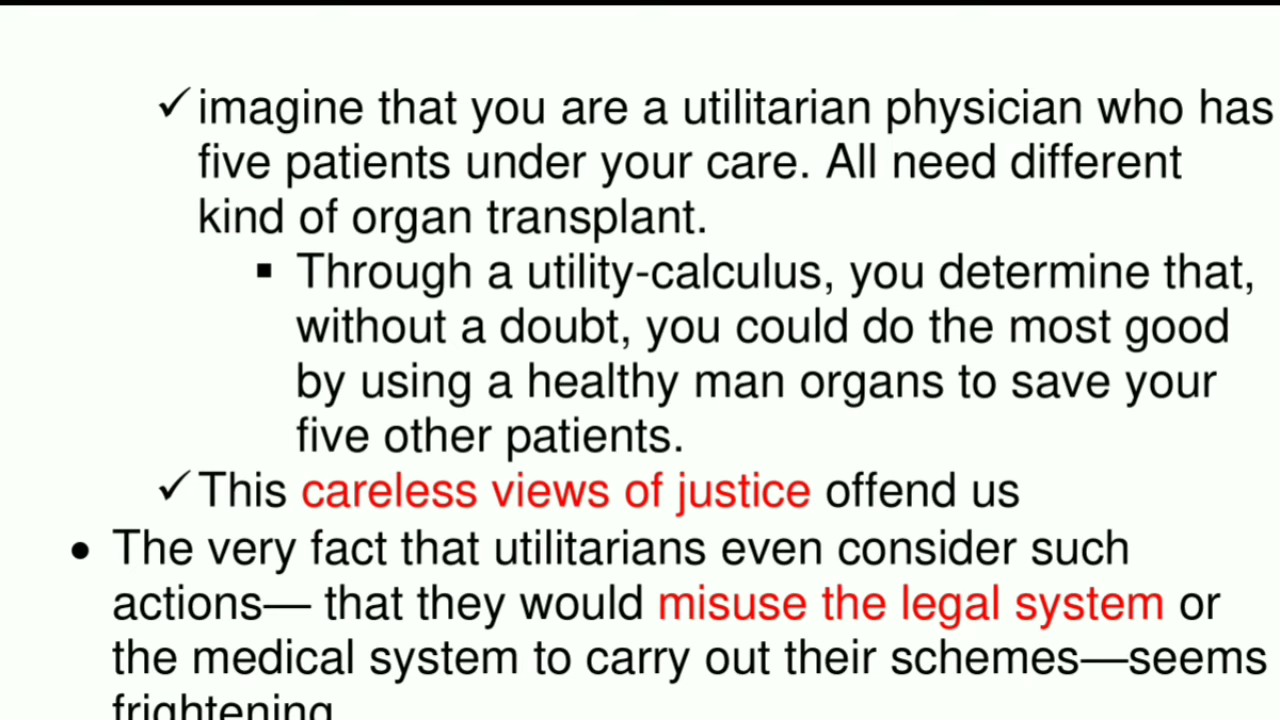 ✓ imagine that you are a utilitarian physician who has
five patients under your care. All need different
kind of organ transplant.
▪ Through a utility-calculus, you determine that,
without a doubt, you could do the most good
by using a healthy man organs to save your
five other patients.
✓ This careless views of justice offend us
• The very fact that utilitarians even consider such
actions— that they would misuse the legal system or
the medical system to carry out their schemes—seems
frightening